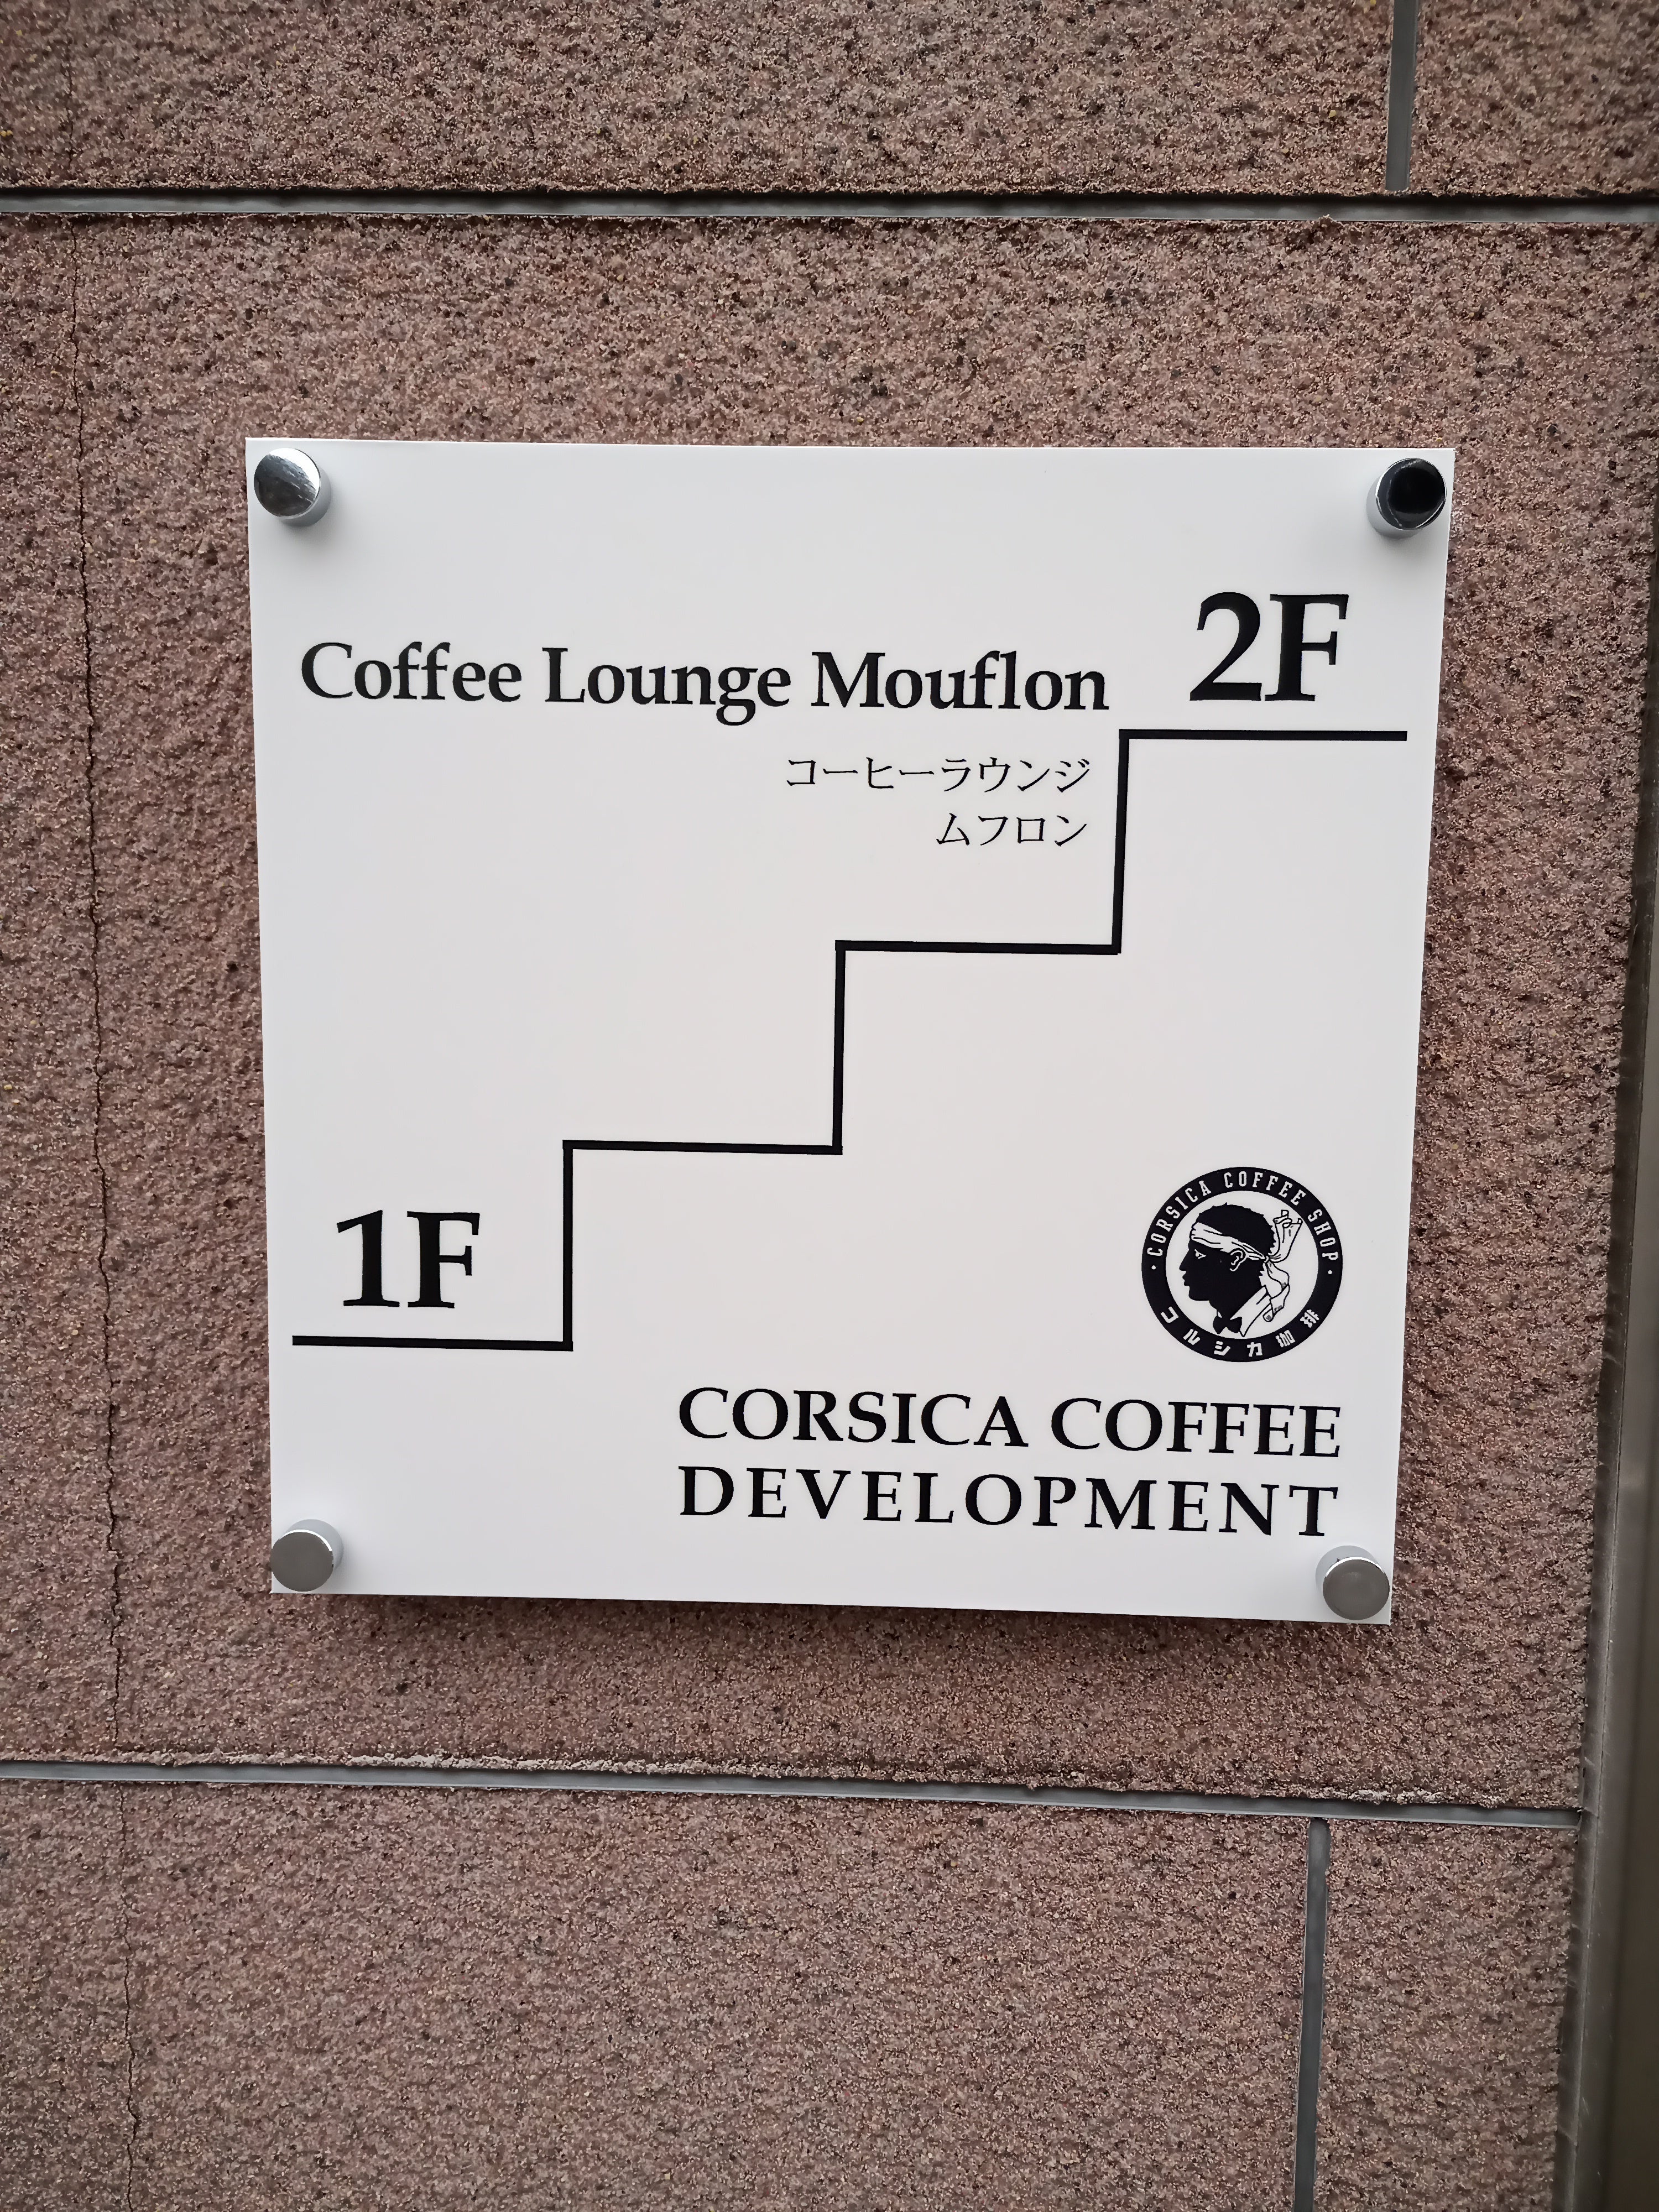 2F
Coffee Lounge Mouflon
コーヒーラウンジ
ムフロン
1F
・CORSICA COFFEE SHOP・
コルシカ珈琲
CORSICA COFFEE
DEVELOPMENT